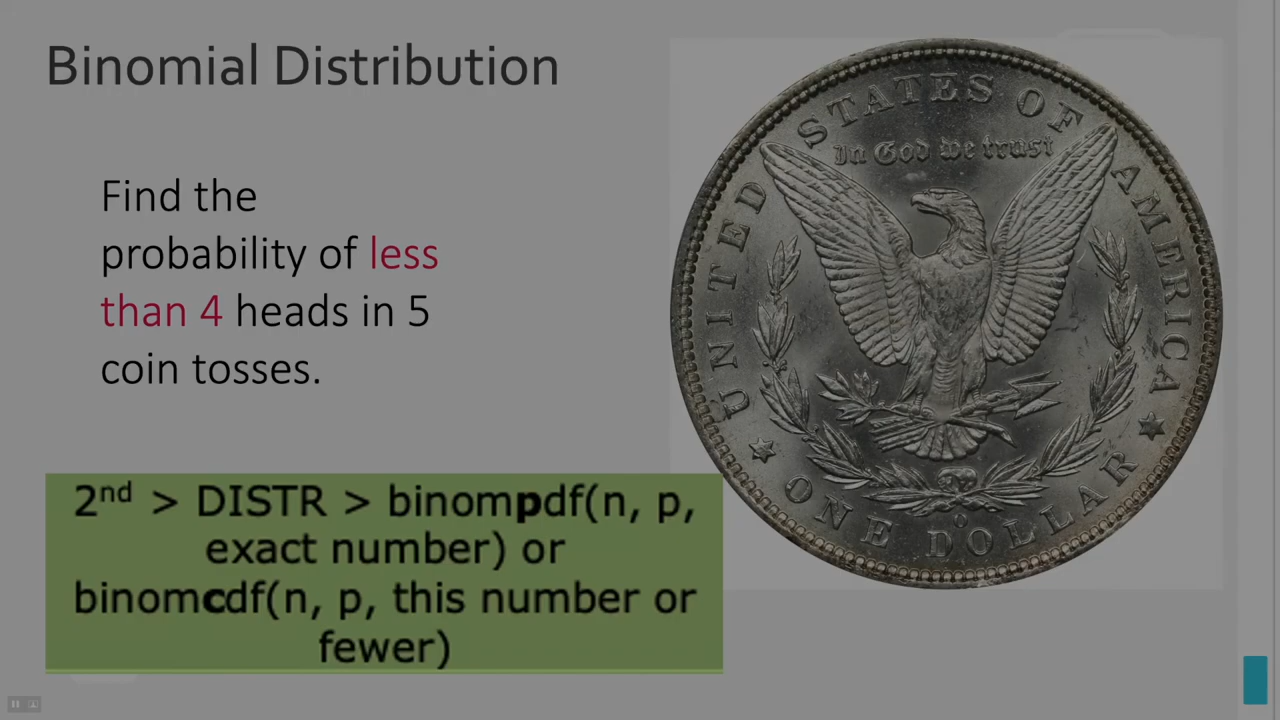 Binomial Distribution
Find the
probability of less
than 4 heads in 5
coin tosses.
2nd > DISTR > binompdf(n, p,
exact number) or
binomcdf(n, p, this number or
fewer)
UNITED STATES OF AMERICA
In God we trust
ONE DOLLAR
O